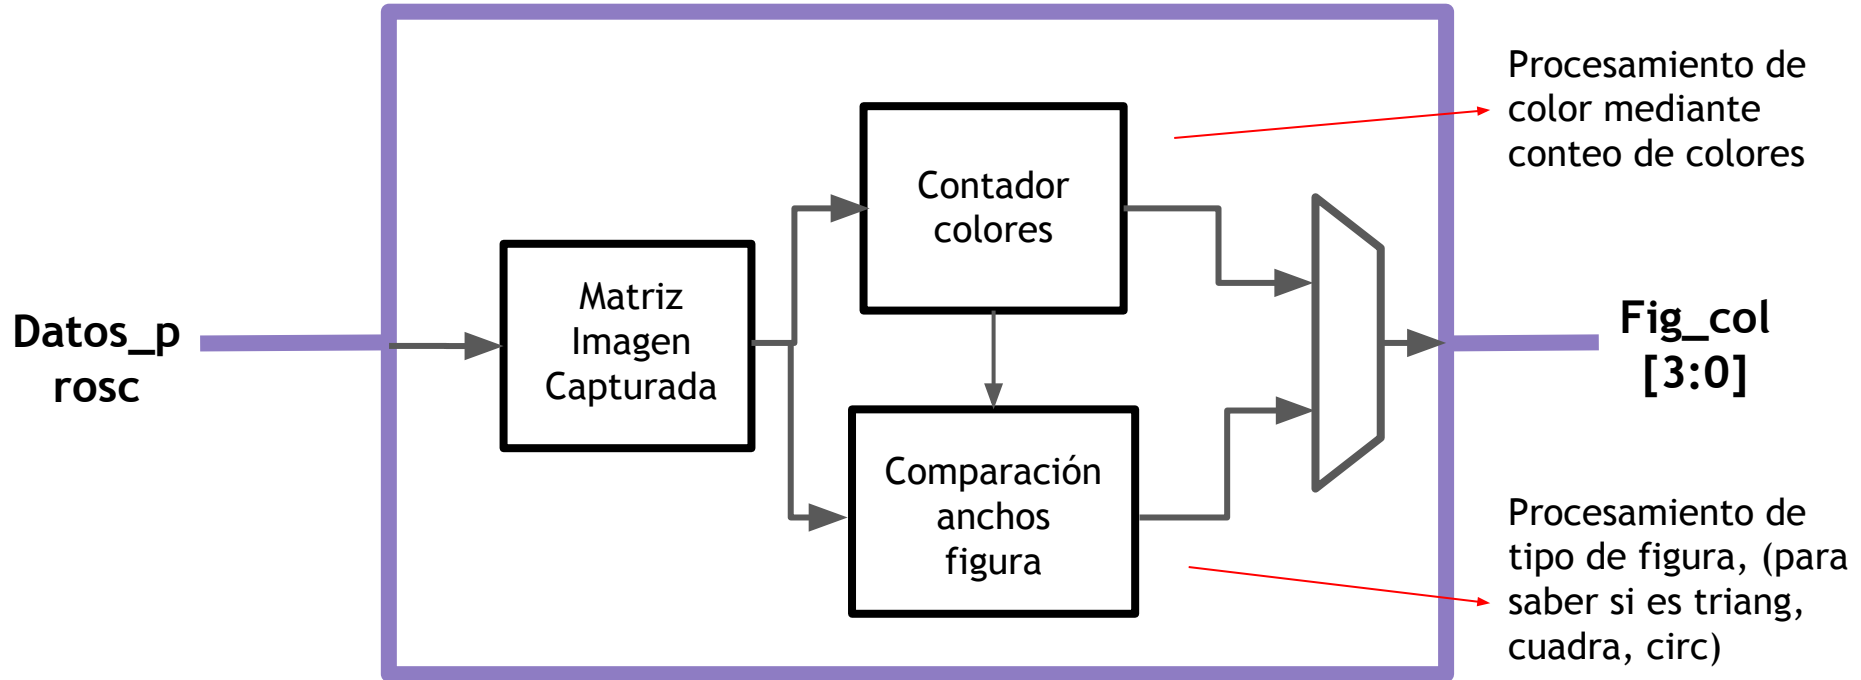 Datos_p
rosc
Matriz
Imagen
Capturada
Contador
colores
Comparación
anchos
figura
Procesamiento de
color mediante
conteo de colores
Fig_col
[3:0]
Procesamiento de
tipo de figura, (para
saber si es triang,
cuadra, circ)